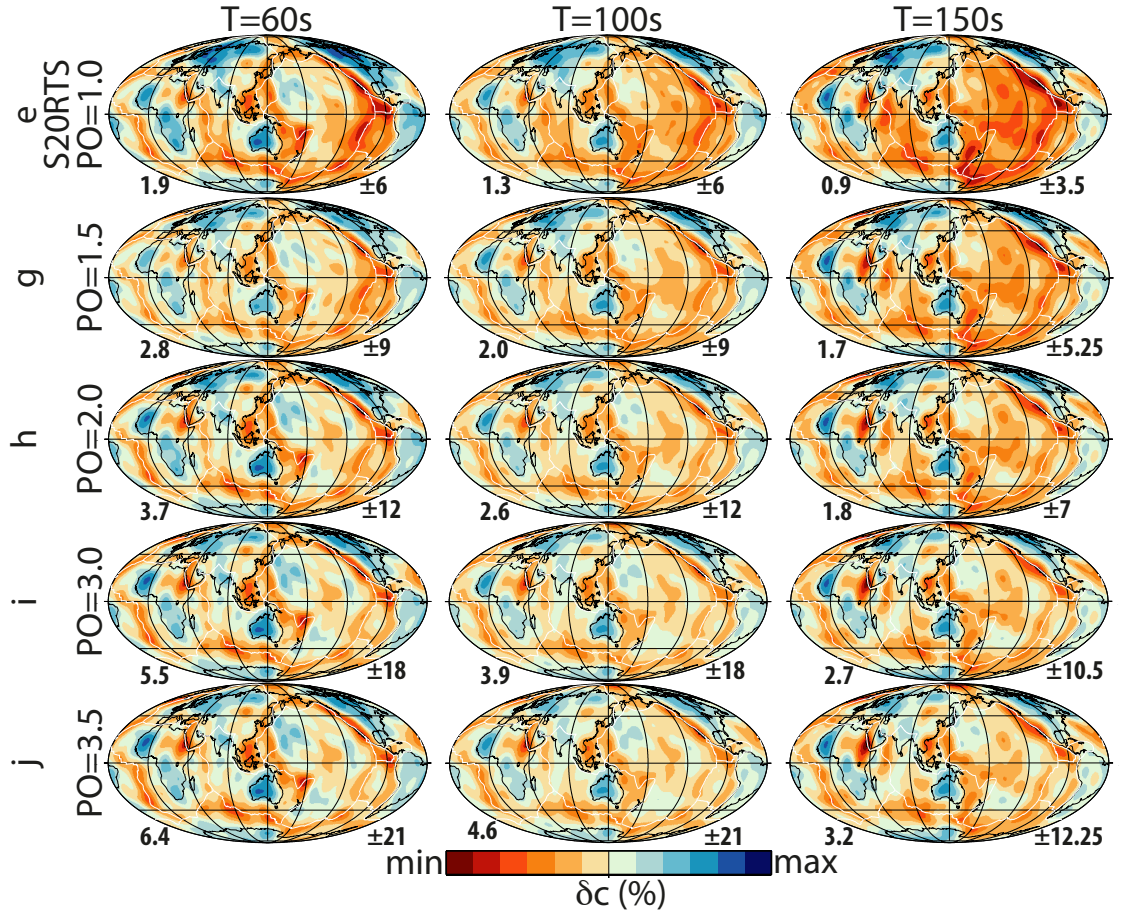 T=60s T=100s T=150s
e
S20RTS
PO=1.0
1.9 ±6 1.3 ±6 0.9 ±3.5
g
PO=1.5
2.8 ±9 2.0 ±9 1.7 ±5.25
h
PO=2.0
3.7 ±12 2.6 ±12 1.8 ±7
i
PO=3.0
5.5 ±18 3.9 ±18 2.7 ±10.5
j
PO=3.5
6.4 ±21 4.6 ±21 3.2 ±12.25
min max
δc (%)